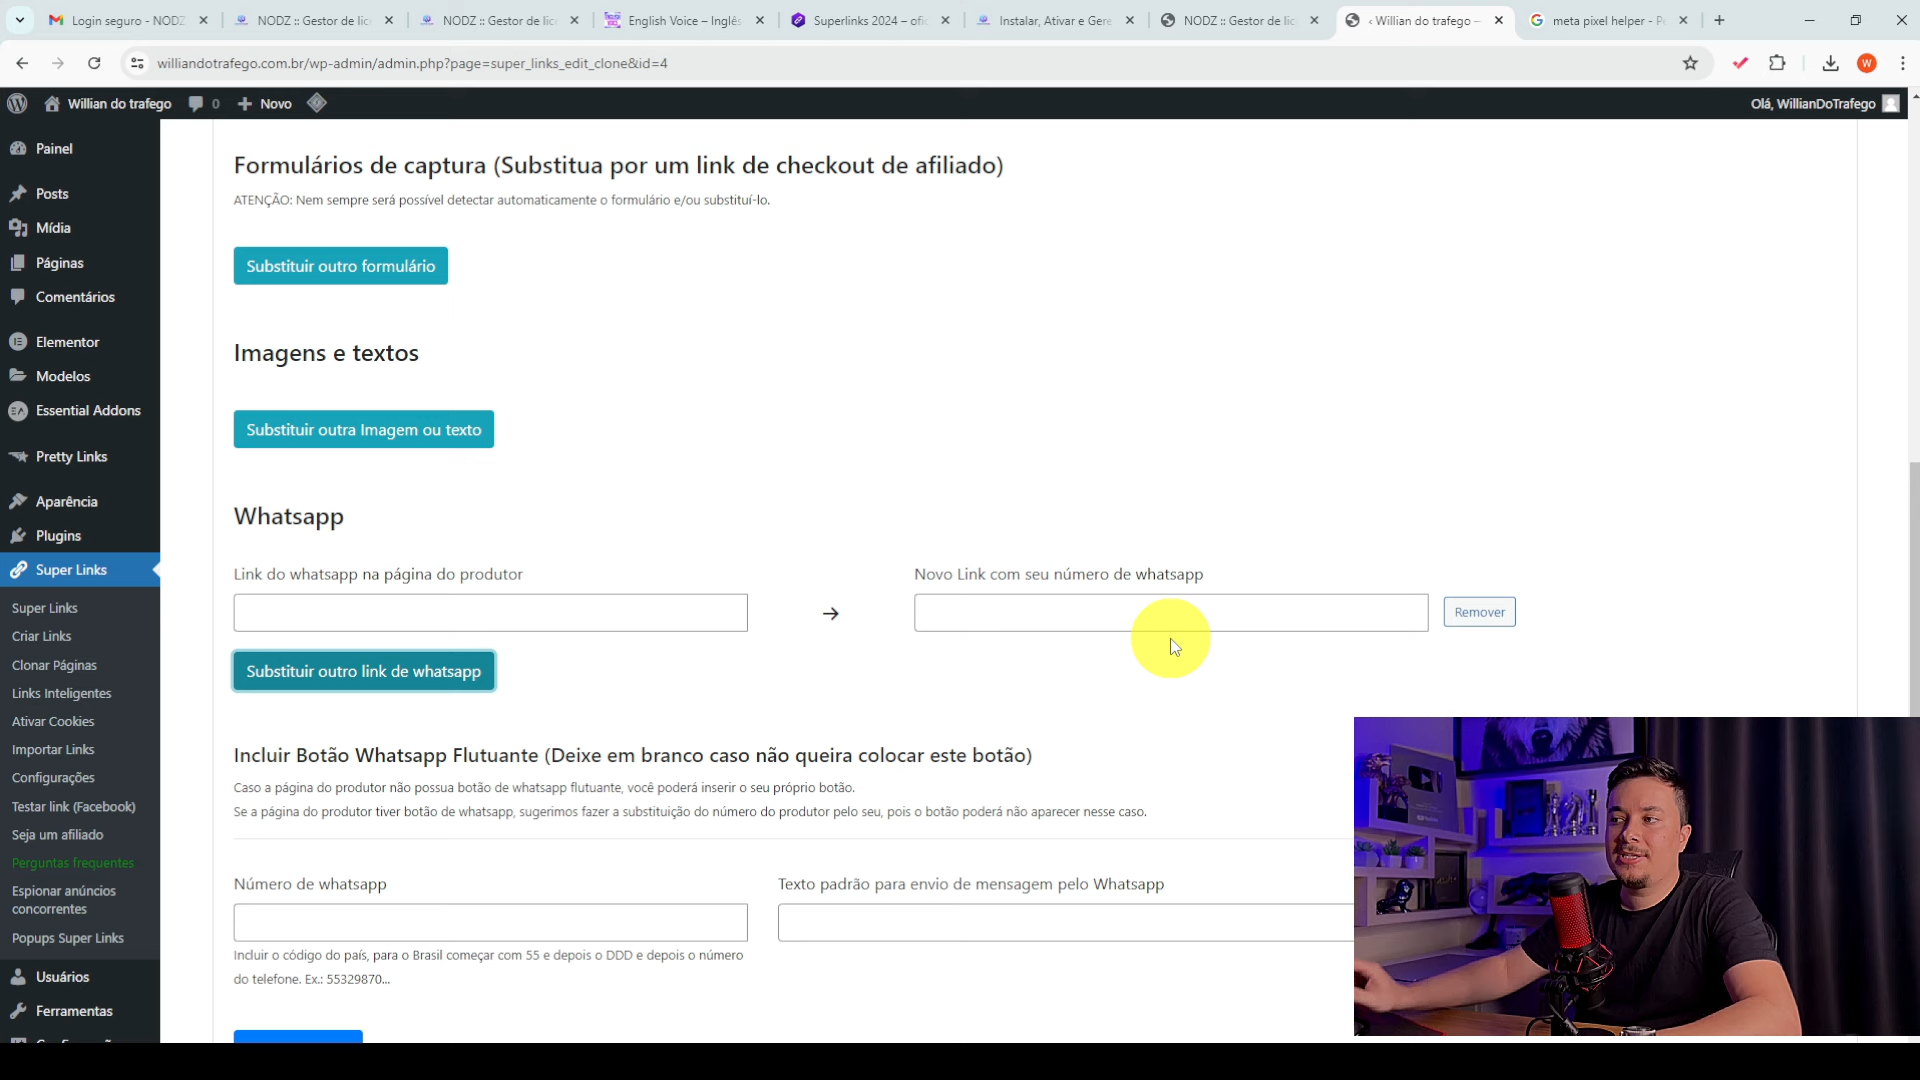 Login seguro - NODZ
NODZ :: Gestor de lic
NODZ :: Gestor de lic
English Voice – Inglês
Superlinks 2024 – ofic
Instalar, Ativar e Gere
NODZ :: Gestor de lic
‹ Willian do trafego —
meta pixel helper - Pe
williandotrafego.com.br/wp-admin/admin.php?page=super_links_edit_clone&id=4
W
Willian do trafego
0
Novo
Olá, WillianDoTrafego
Painel
Posts
Mídia
Páginas
Comentários
Elementor
Modelos
Essential Addons
Pretty Links
Aparência
Plugins
Super Links
Super Links
Criar Links
Clonar Páginas
Links Inteligentes
Ativar Cookies
Importar Links
Configurações
Testar link (Facebook)
Seja um afiliado
Perguntas frequentes
Espionar anúncios
concorrentes
Popups Super Links
Usuários
Ferramentas
Formulários de captura (Substitua por um link de checkout de afiliado)
ATENÇÃO: Nem sempre será possível detectar automaticamente o formulário e/ou substituí-lo.
Substituir outro formulário
Imagens e textos
Substituir outra Imagem ou texto
Whatsapp
Link do whatsapp na página do produtor
Novo Link com seu número de whatsapp
Remover
Substituir outro link de whatsapp
Incluir Botão Whatsapp Flutuante (Deixe em branco caso não queira colocar este botão)
Caso a página do produtor não possua botão de whatsapp flutuante, você poderá inserir o seu próprio botão.
Se a página do produtor tiver botão de whatsapp, sugerimos fazer a substituição do número do produtor pelo seu, pois o botão poderá não aparecer nesse caso.
Número de whatsapp
Texto padrão para envio de mensagem pelo Whatsapp
Incluir o código do país, para o Brasil começar com 55 e depois o DDD e depois o número
do telefone. Ex.: 55329870...